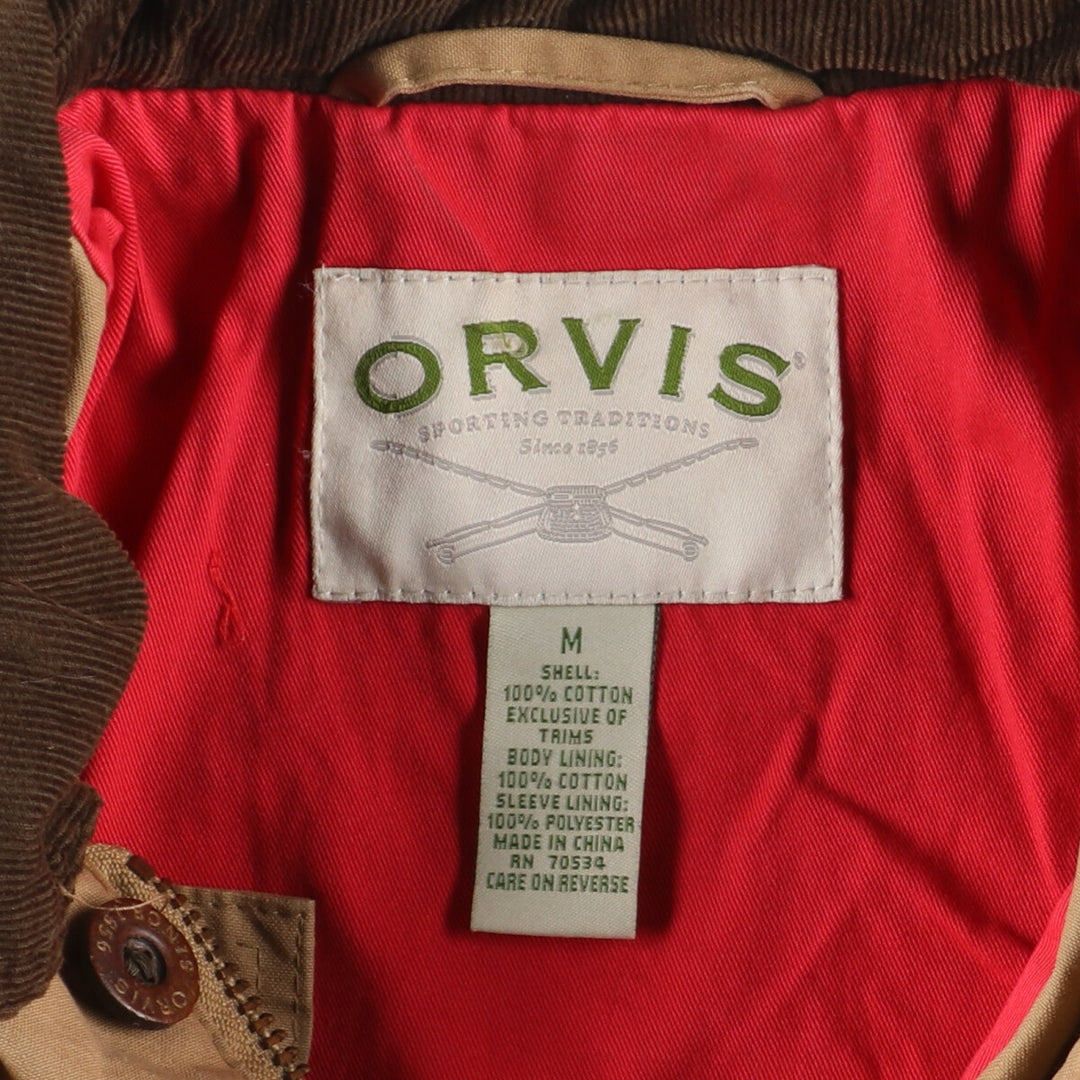 ORVIS®
SPORTING TRADITIONS
Since 1856
M
SHELL:
100% COTTON
EXCLUSIVE OF
TRIMS
BODY LINING:
100% COTTON
SLEEVE LINING:
100% POLYESTER
MADE IN CHINA
RN 70534
CARE ON REVERSE
ORVIS